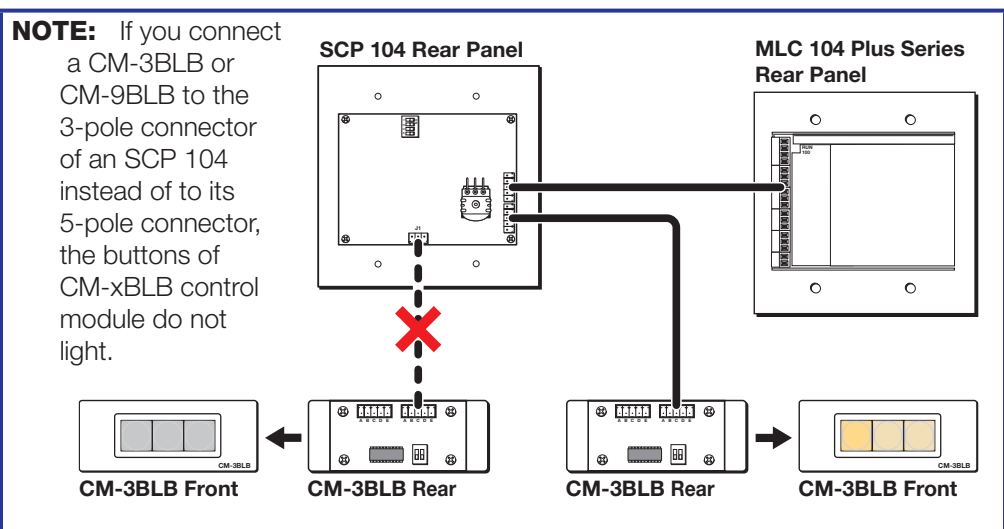 NOTE: If you connect
a CM-3BLB or
CM-9BLB to the
3-pole connector
of an SCP 104
instead of to its
5-pole connector,
the buttons of
CM-xBLB control
module do not
light.
SCP 104 Rear Panel
MLC 104 Plus Series
Rear Panel
RUN
100
J1
A B C D E
A B C D E
A B C D E
A B C D E
CM-3BLB
CM-3BLB
CM-3BLB Front
CM-3BLB Rear
CM-3BLB Rear
CM-3BLB Front